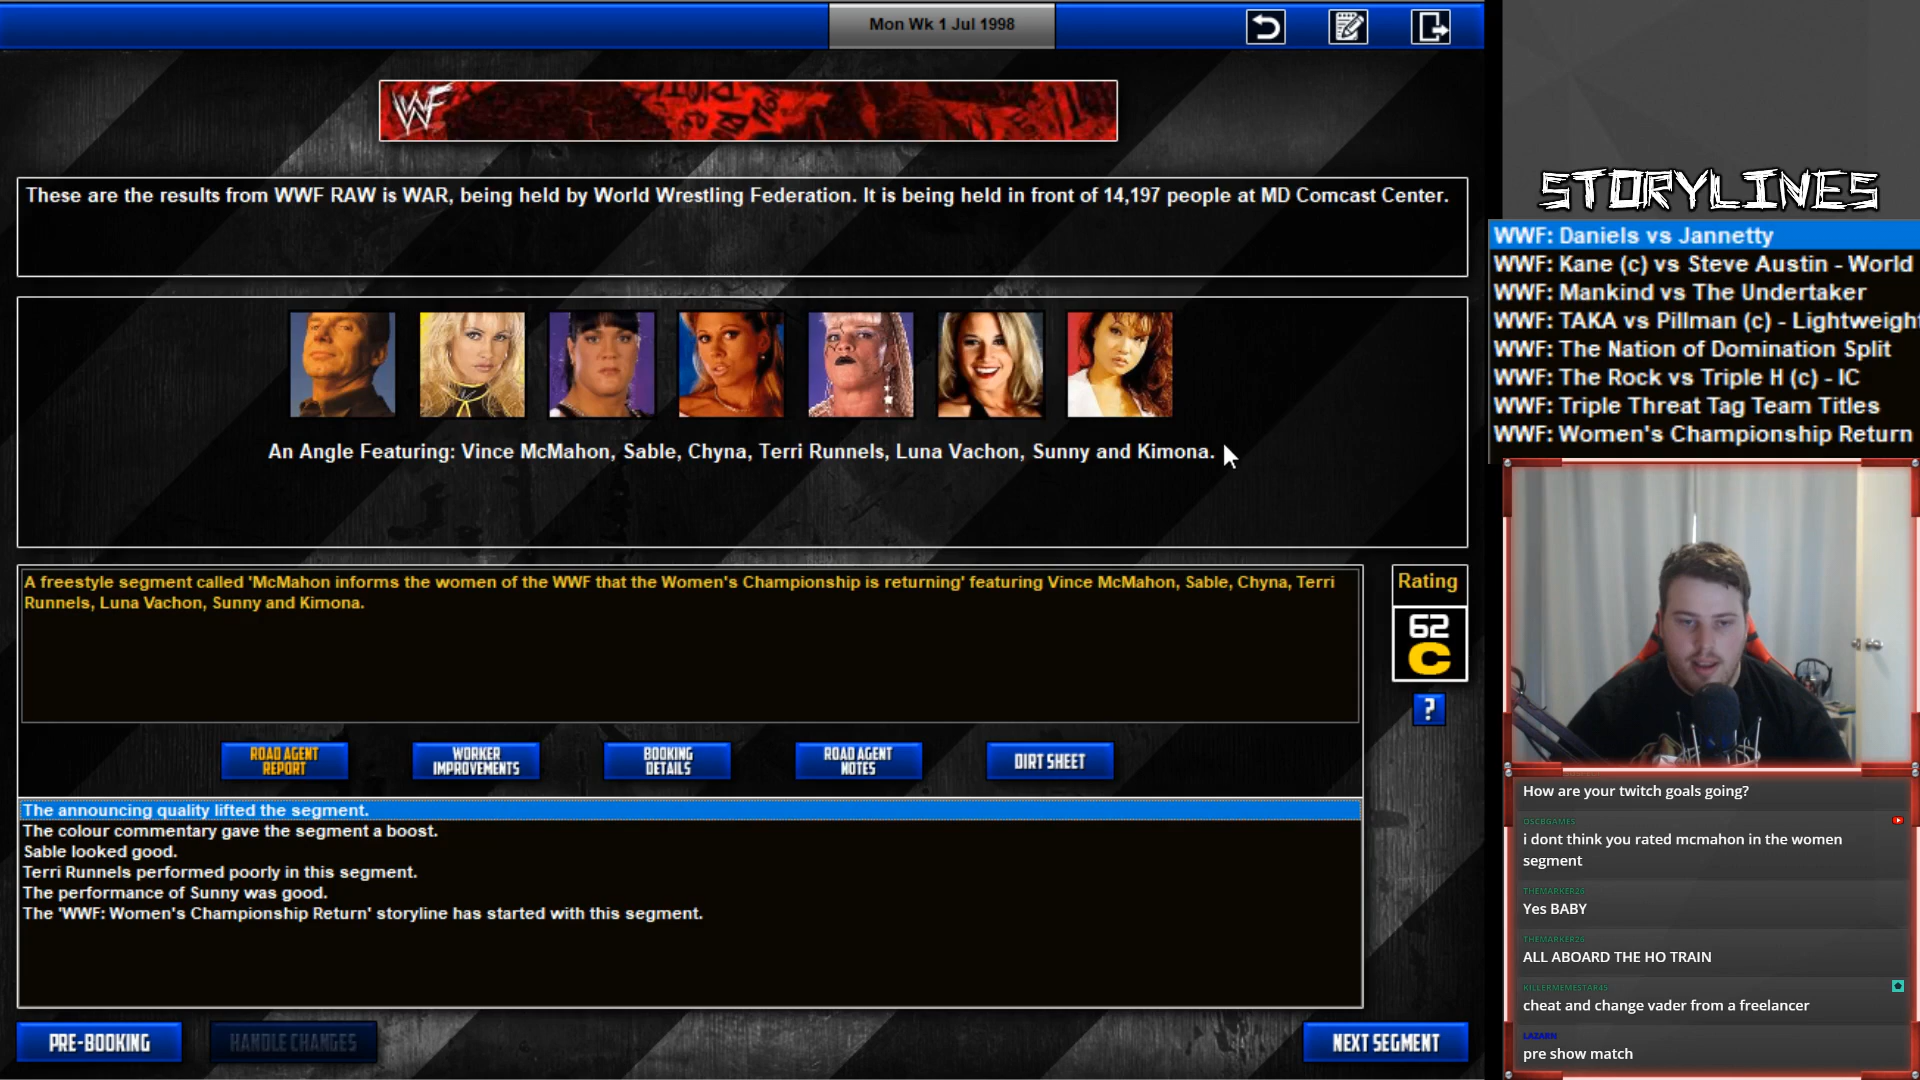 Mon Wk 1 Jul 1998
WF
These are the results from WWF RAW is WAR, being held by World Wrestling Federation. It is being held in front of 14,197 people at MD Comcast Center.
An Angle Featuring: Vince McMahon, Sable, Chyna, Terri Runnels, Luna Vachon, Sunny and Kimona.
A freestyle segment called 'McMahon informs the women of the WWF that the Women's Championship is returning' featuring Vince McMahon, Sable, Chyna, Terri
Runnels, Luna Vachon, Sunny and Kimona.
Rating
62
C
?
ROAD AGENT
REPORT
WORKER
IMPROVEMENTS
BOOKING
DETAILS
ROAD AGENT
NOTES
DIRT SHEET
The announcing quality lifted the segment.
The colour commentary gave the segment a boost.
Sable looked good.
Terri Runnels performed poorly in this segment.
The performance of Sunny was good.
The 'WWF: Women's Championship Return' storyline has started with this segment.
PRE-BOOKING
HANDLE CHANGES
NEXT SEGMENT
STORYLINES
WWF: Daniels vs Jannetty
WWF: Kane (c) vs Steve Austin - World
WWF: Mankind vs The Undertaker
WWF: TAKA vs Pillman (c) - Lightweight
WWF: The Nation of Domination Split
WWF: The Rock vs Triple H (c) - IC
WWF: Triple Threat Tag Team Titles
WWF: Women's Championship Return
How are your twitch goals going?
OSCBGAMES
i dont think you rated mcmahon in the women
segment
THEMARKER26
Yes BABY
THEMARKER26
ALL ABOARD THE HO TRAIN
KILLERMEMESTAR45
cheat and change vader from a freelancer
LAZARN
pre show match